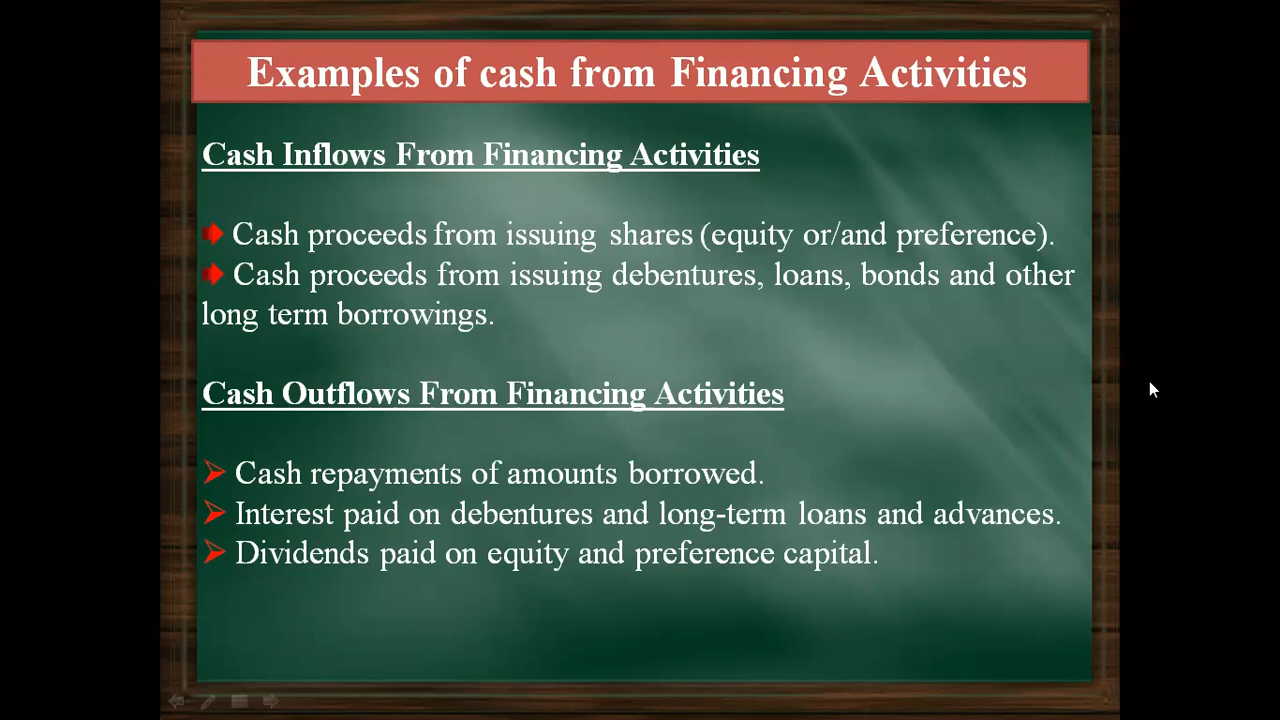 Examples of cash from Financing Activities
Cash Inflows From Financing Activities
Cash proceeds from issuing shares (equity or/and preference).
Cash proceeds from issuing debentures, loans, bonds and other
long term borrowings.
Cash Outflows From Financing Activities
Cash repayments of amounts borrowed.
Interest paid on debentures and long-term loans and advances.
Dividends paid on equity and preference capital.